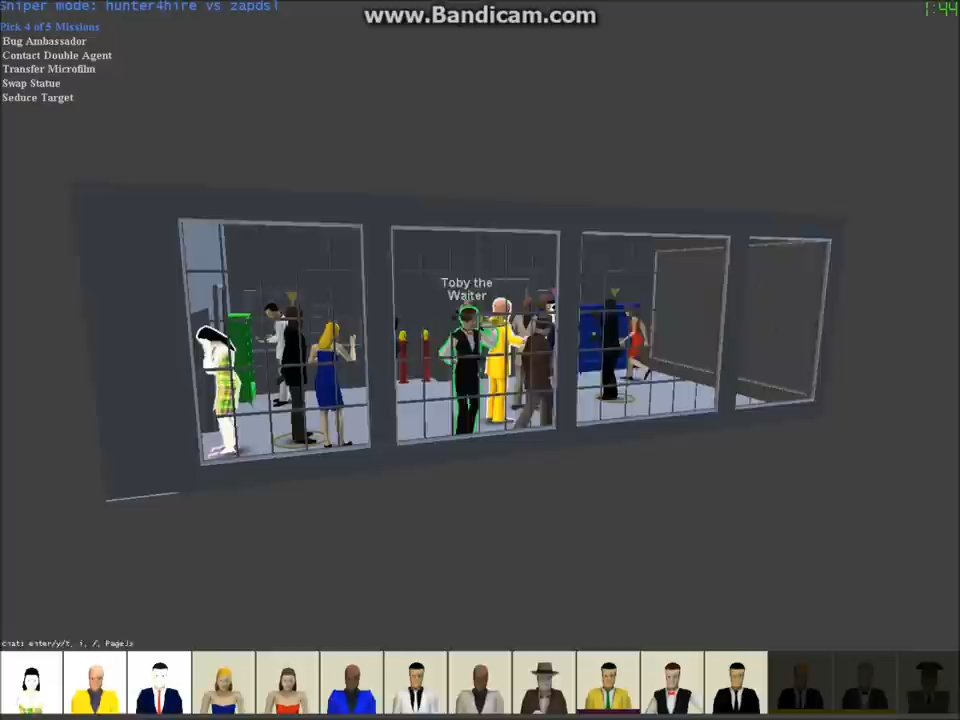 Sniper mode: hunter4hire vs zapdsl
www.Bandicam.com
1:44
Pick 4 of 5 Missions
Bug Ambassador
Contact Double Agent
Transfer Microfilm
Swap Statue
Seduce Target
Toby the
Waiter
chat: enter/y/t, i, /,